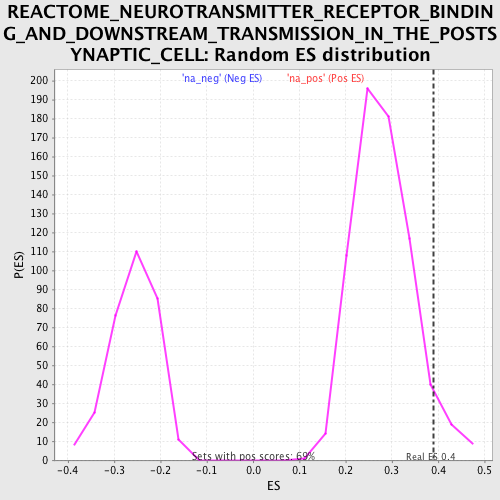 REACTOME_NEUROTRANSMITTER_RECEPTOR_BINDIN
G_AND_DOWNSTREAM_TRANSMISSION_IN_THE_POSTS
YNAPTIC_CELL: Random ES distribution
'na_neg' (Neg ES) 'na_pos' (Pos ES)
200
190
180
170
160
150
140
130
120
110
100
90
80
70
60
50
40
30
20
10
0
P(ES)
Sets with pos scores: 69%
Real ES 0.4
-0.4 -0.3 -0.2 -0.1 0.0 0.1 0.2 0.3 0.4 0.5
ES